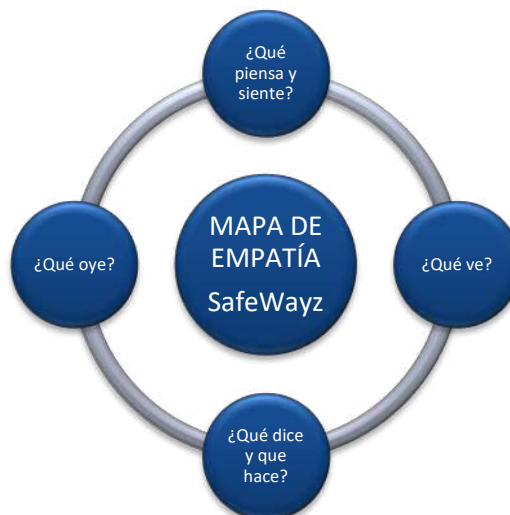 ¿Qué
piensa y
siente?
MAPA DE
EMPATÍA
SafeWayz
¿Qué oye?
¿Qué ve?
¿Qué dice
y que
hace?